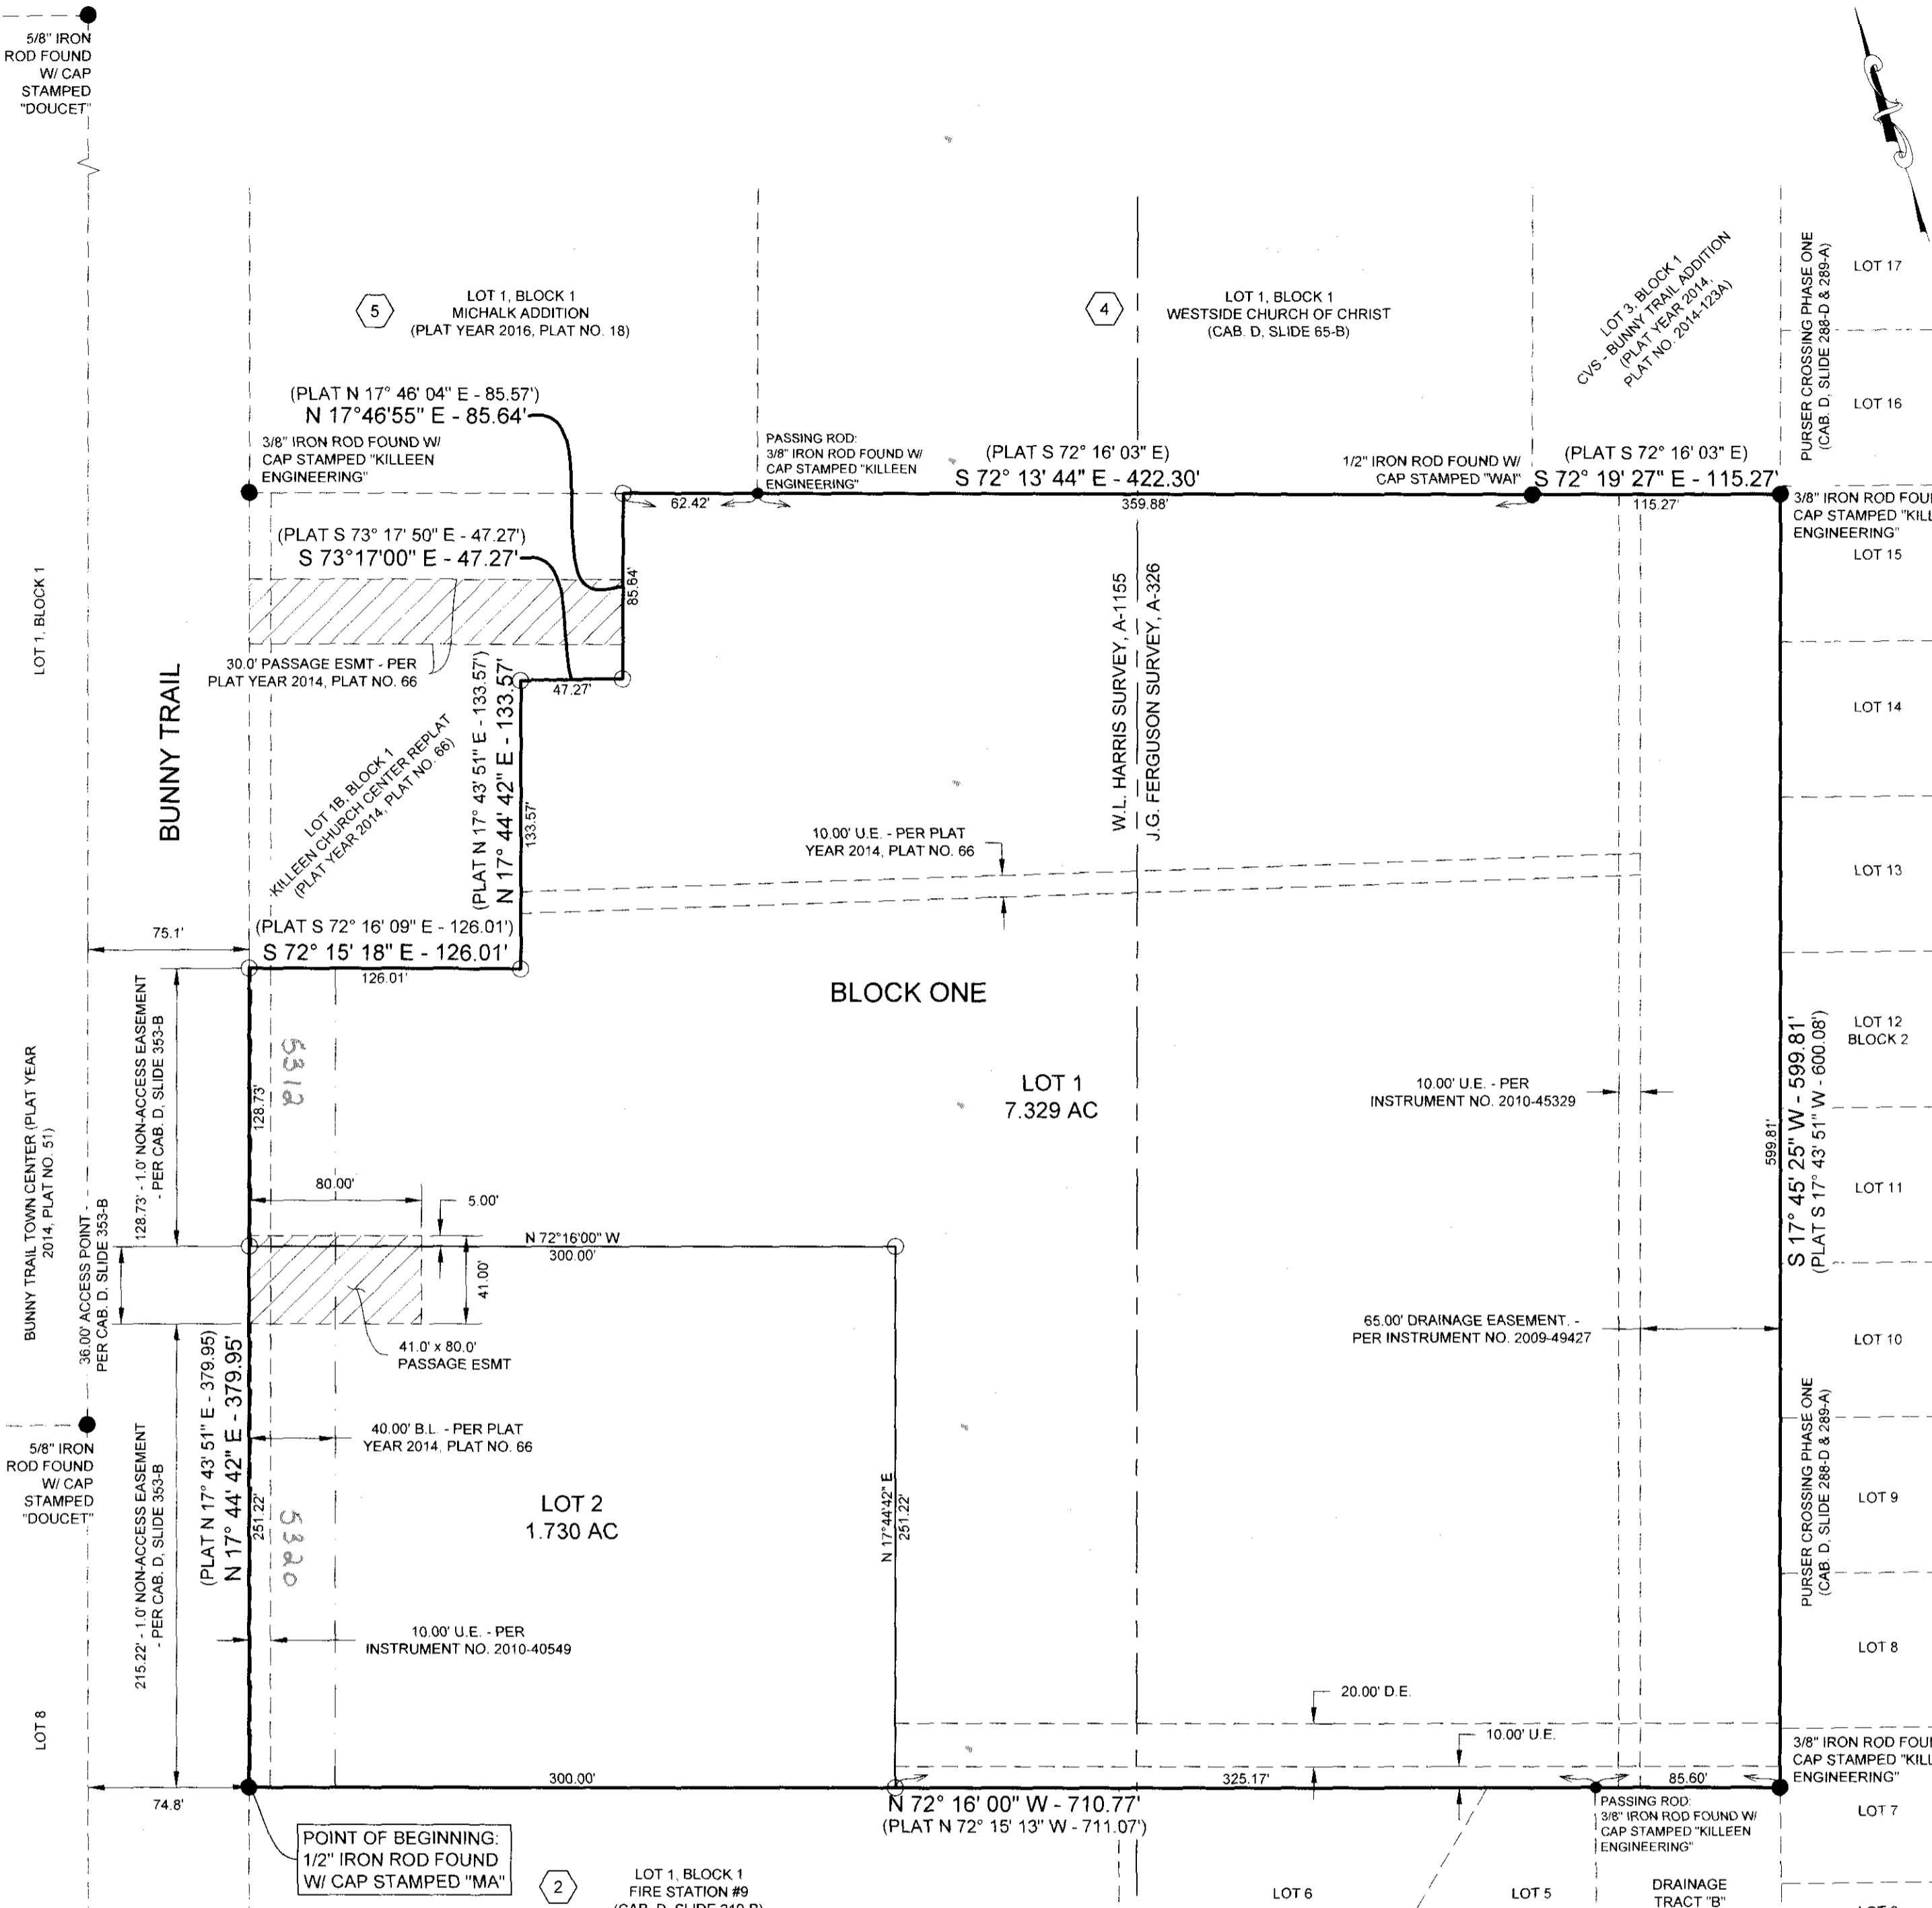 5/8" IRON
ROD FOUND
W/ CAP
STAMPED
"DOUCET"
5
LOT 1, BLOCK 1
MICHALK ADDITION
(PLAT YEAR 2016, PLAT NO. 18)
4
LOT 1, BLOCK 1
WESTSIDE CHURCH OF CHRIST
(CAB. D, SLIDE 65-B)
LOT 3, BLOCK 1
CVS - BUNNY TRAIL ADDITION
(PLAT YEAR 2014,
PLAT NO. 2014-123A)
PURSER CROSSING PHASE ONE
(CAB. D, SLIDE 288-D & 289-A)
LOT 17
LOT 16
(PLAT N 17° 46' 04" E - 85.57')
N 17°46'55" E - 85.64'
3/8" IRON ROD FOUND W/
CAP STAMPED "KILLEEN
ENGINEERING"
PASSING ROD:
3/8" IRON ROD FOUND W/
CAP STAMPED "KILLEEN
ENGINEERING"
(PLAT S 72° 16' 03" E)
S 72° 13' 44" E - 422.30'
1/2" IRON ROD FOUND W/
CAP STAMPED "WAI"
(PLAT S 72° 16' 03" E)
S 72° 19' 27" E - 115.27'
62.42'
359.88'
115.27'
3/8" IRON ROD FOU
CAP STAMPED "KILL
ENGINEERING"
LOT 15
(PLAT S 73° 17' 50" E - 47.27')
S 73°17'00" E - 47.27'
85.64'
LOT 1, BLOCK 1
BUNNY TRAIL
30.0' PASSAGE ESMT - PER
PLAT YEAR 2014, PLAT NO. 66
47.27'
W.L. HARRIS SURVEY, A-1155
J.G. FERGUSON SURVEY, A-326
LOT 14
LOT 1B, BLOCK 1
KILLEEN CHURCH CENTER REPLAT
(PLAT YEAR 2014, PLAT NO. 66)
(PLAT N 17° 43' 51" E - 133.57')
N 17° 44' 42" E - 133.57'
133.57'
10.00' U.E. - PER PLAT
YEAR 2014, PLAT NO. 66
LOT 13
75.1'
(PLAT S 72° 16' 09" E - 126.01')
S 72° 15' 18" E - 126.01'
126.01'
BLOCK ONE
128.73' - 1.0' NON-ACCESS EASEMENT
- PER CAB. D, SLIDE 353-B
5312
128.73'
LOT 1
7.329 AC
10.00' U.E. - PER
INSTRUMENT NO. 2010-45329
LOT 12
BLOCK 2
599.81'
S 17° 45' 25" W - 599.81'
(PLAT S 17° 43' 51" W - 600.08')
BUNNY TRAIL TOWN CENTER (PLAT YEAR
2014, PLAT NO. 51)
36.00' ACCESS POINT -
PER CAB. D, SLIDE 353-B
80.00'
5.00'
LOT 11
N 72°16'00" W
300.00'
41.00'
41.0' x 80.0'
PASSAGE ESMT
65.00' DRAINAGE EASEMENT. -
PER INSTRUMENT NO. 2009-49427
LOT 10
5/8" IRON
ROD FOUND
W/ CAP
STAMPED
"DOUCET"
215.22' - 1.0' NON-ACCESS EASEMENT
- PER CAB. D, SLIDE 353-B
(PLAT N 17° 43' 51" E - 379.95)
N 17° 44' 42" E - 379.95'
251.22'
5320
40.00' B.L. - PER PLAT
YEAR 2014, PLAT NO. 66
LOT 2
1.730 AC
N 17°44'42" E
251.22'
PURSER CROSSING PHASE ONE
(CAB. D, SLIDE 288-D & 289-A)
LOT 9
10.00' U.E. - PER
INSTRUMENT NO. 2010-40549
LOT 8
LOT 8
20.00' D.E.
10.00' U.E.
3/8" IRON ROD FOU
CAP STAMPED "KILL
ENGINEERING"
74.8'
300.00'
325.17'
85.60'
N 72° 16' 00" W - 710.77'
(PLAT N 72° 15' 13" W - 711.07')
PASSING ROD:
3/8" IRON ROD FOUND W/
CAP STAMPED "KILLEEN
ENGINEERING"
LOT 7
POINT OF BEGINNING:
1/2" IRON ROD FOUND
W/ CAP STAMPED "MA"
2
LOT 1, BLOCK 1
FIRE STATION #9
LOT 6
LOT 5
DRAINAGE
TRACT "B"